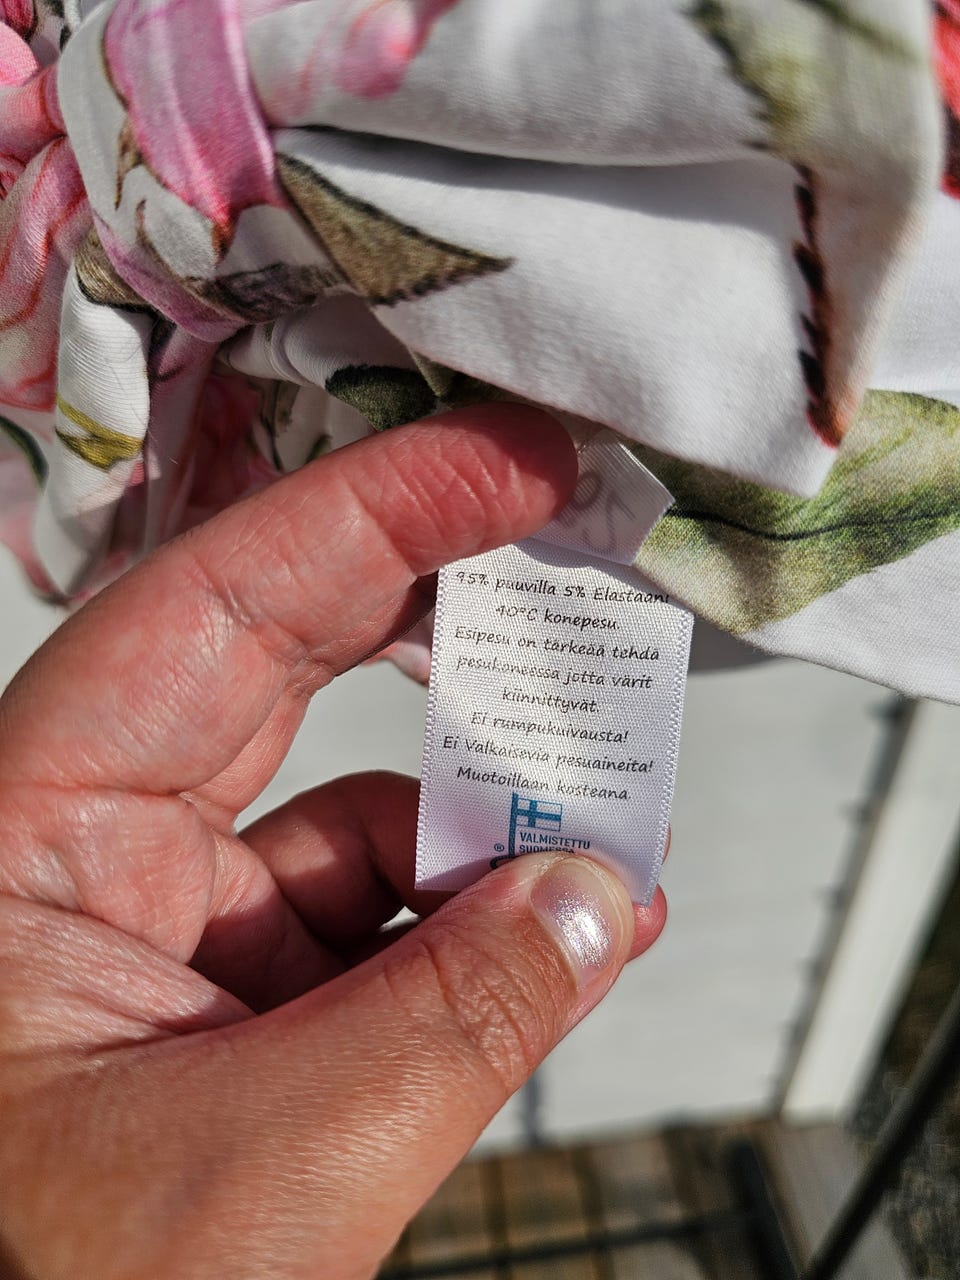 95% puuvilla 5% Elastaani
40°C konepesu.
Esipesu on tärkeää tehdä
pesukoneessa jotta värit
kiinnittyvät.
Ei rumpukuivausta!
Ei Valkaisevia pesuaineita!
Muotoillaan kosteana.
VALMISTETTU
® SUOMESSA